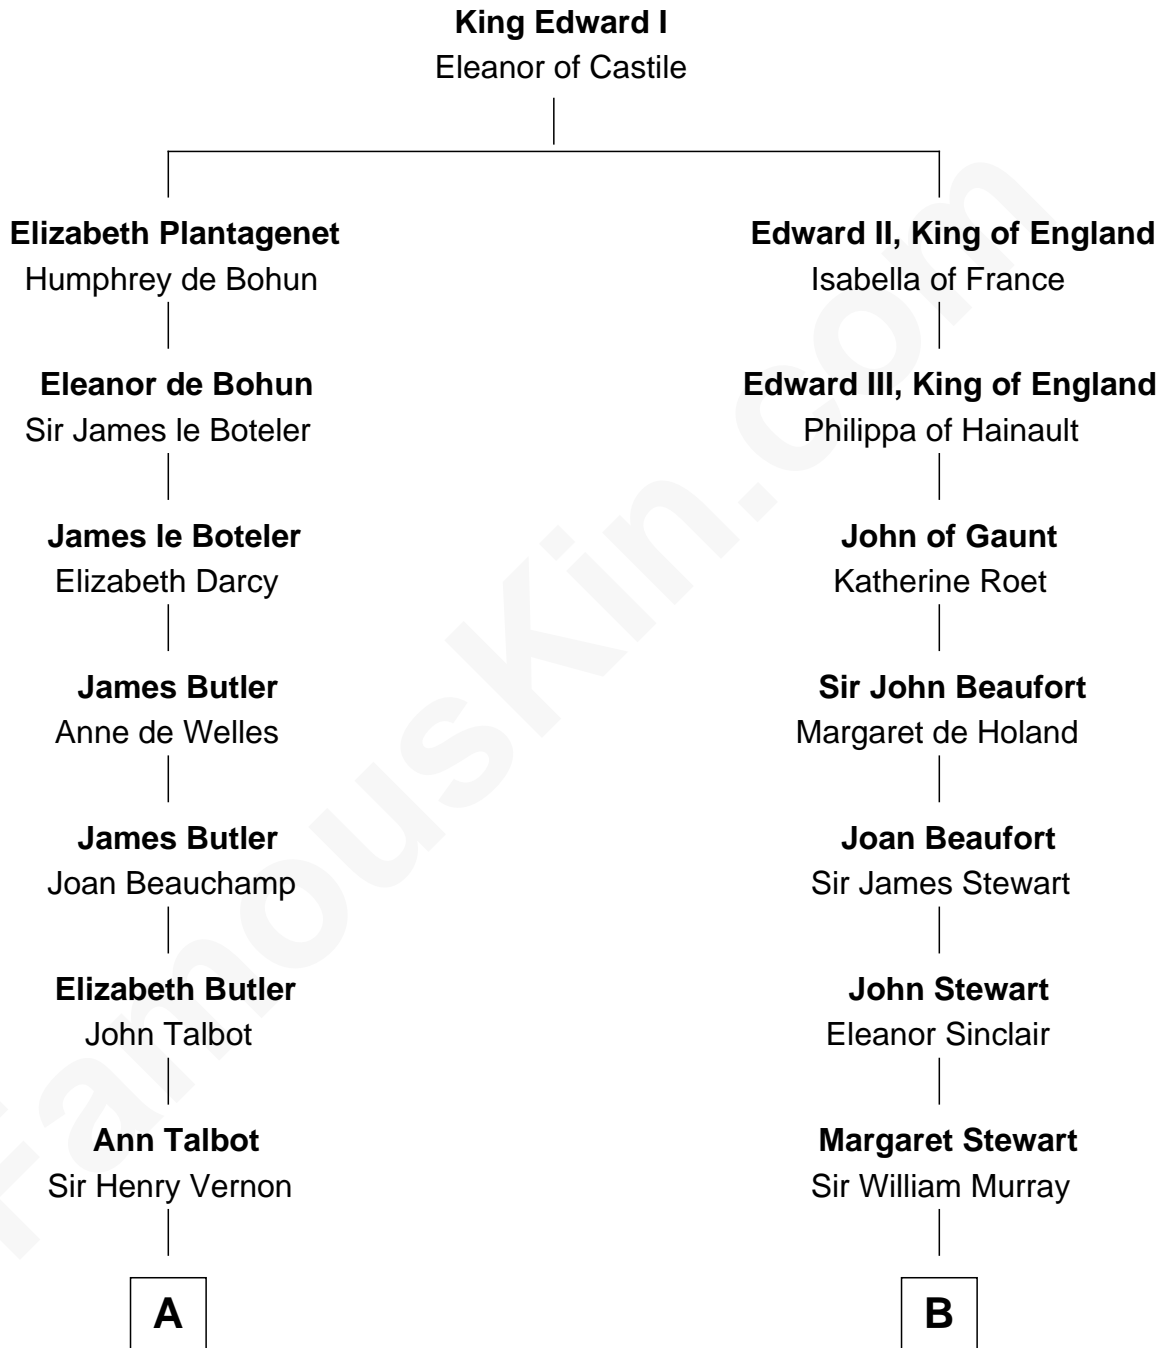 King Edward I
Eleanor of Castile
Elizabeth Plantagenet
Humphrey de Bohun
Edward II, King of England
Isabella of France
Eleanor de Bohun
Sir James le Boteler
Edward III, King of England
Philippa of Hainault
James le Boteler
Elizabeth Darcy
John of Gaunt
Katherine Roet
James Butler
Anne de Welles
Sir John Beaufort
Margaret de Holand
James Butler
Joan Beauchamp
Joan Beaufort
Sir James Stewart
Elizabeth Butler
John Talbot
John Stewart
Eleanor Sinclair
Ann Talbot
Sir Henry Vernon
Margaret Stewart
Sir William Murray
A
B
FamousKin.com